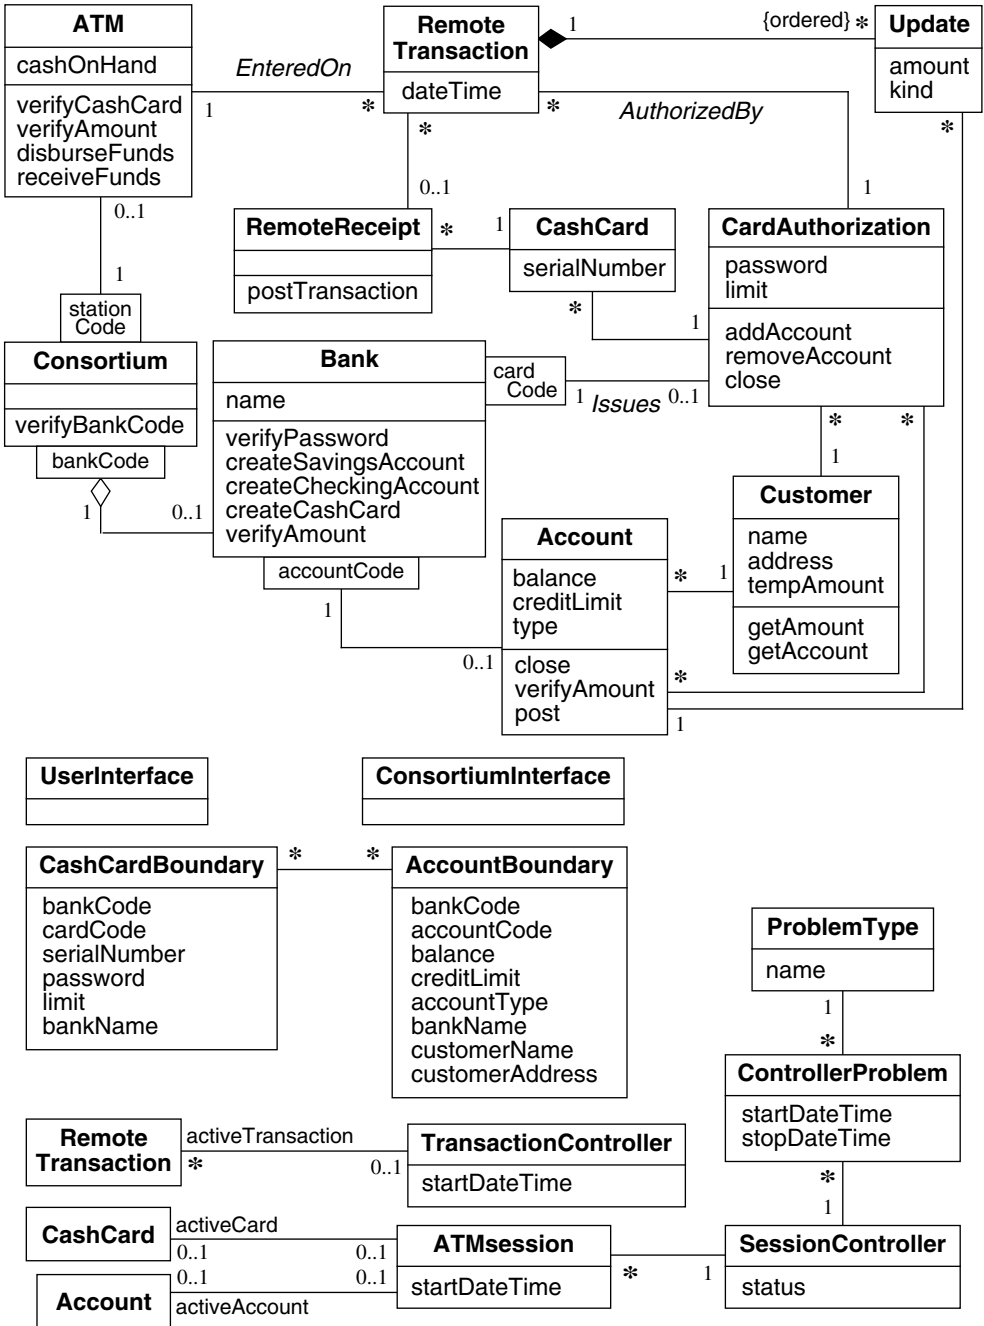 ATM
cashOnHand
verifyCashCard
verifyAmount
disburseFunds
receiveFunds
EnteredOn
1
*
Remote
Transaction
dateTime
1
{ordered} *
Update
amount
kind
*
*
AuthorizedBy
*
0..1
1
0..1
1
RemoteReceipt
postTransaction
*
1
CashCard
serialNumber
*
1
CardAuthorization
password
limit
addAccount
removeAccount
close
station
Code
Consortium
verifyBankCode
bankCode
1
0..1
Bank
name
verifyPassword
createSavingsAccount
createCheckingAccount
createCashCard
verifyAmount
card
Code
1
Issues
0..1
accountCode
1
0..1
*
*
1
Customer
name
address
tempAmount
getAmount
getAccount
Account
balance
creditLimit
type
close
verifyAmount
post
*
1
*
1
UserInterface
ConsortiumInterface
CashCardBoundary
bankCode
cardCode
serialNumber
password
limit
bankName
*
*
AccountBoundary
bankCode
accountCode
balance
creditLimit
accountType
bankName
customerName
customerAddress
ProblemType
name
1
*
ControllerProblem
startDateTime
stopDateTime
*
1
Remote
Transaction
activeTransaction
*
0..1
TransactionController
startDateTime
CashCard
activeCard
0..1
0..1
Account
0..1
0..1
activeAccount
ATMsession
startDateTime
*
1
SessionController
status